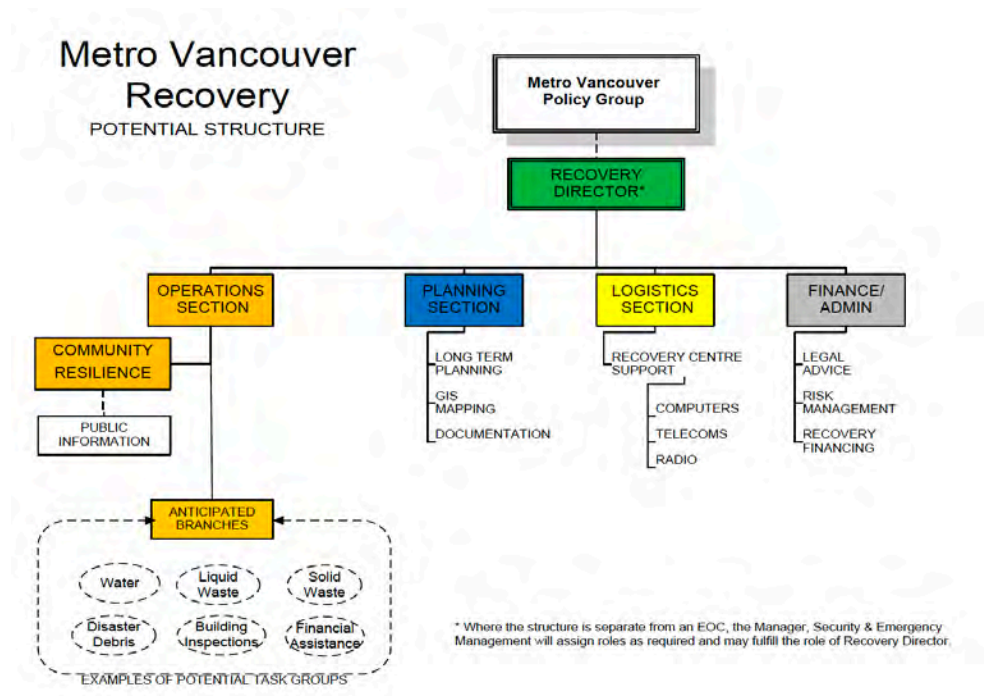 Metro Vancouver
Recovery
POTENTIAL STRUCTURE
Metro Vancouver
Policy Group
RECOVERY
DIRECTOR*
OPERATIONS
SECTION
PLANNING
SECTION
LOGISTICS
SECTION
FINANCE/
ADMIN
COMMUNITY
RESILIENCE
PUBLIC
INFORMATION
LONG TERM
PLANNING
GIS
MAPPING
DOCUMENTATION
RECOVERY CENTRE
SUPPORT
COMPUTERS
TELECOMS
RADIO
LEGAL
ADVICE
RISK
MANAGEMENT
RECOVERY
FINANCING
ANTICIPATED
BRANCHES
Water
Liquid
Waste
Solid
Waste
Disaster
Debris
Building
Inspections
Financial
Assistance
EXAMPLES OF POTENTIAL TASK GROUPS
* Where the structure is separate from an EOC, the Manager, Security & Emergency
Management will assign roles as required and may fulfill the role of Recovery Director.